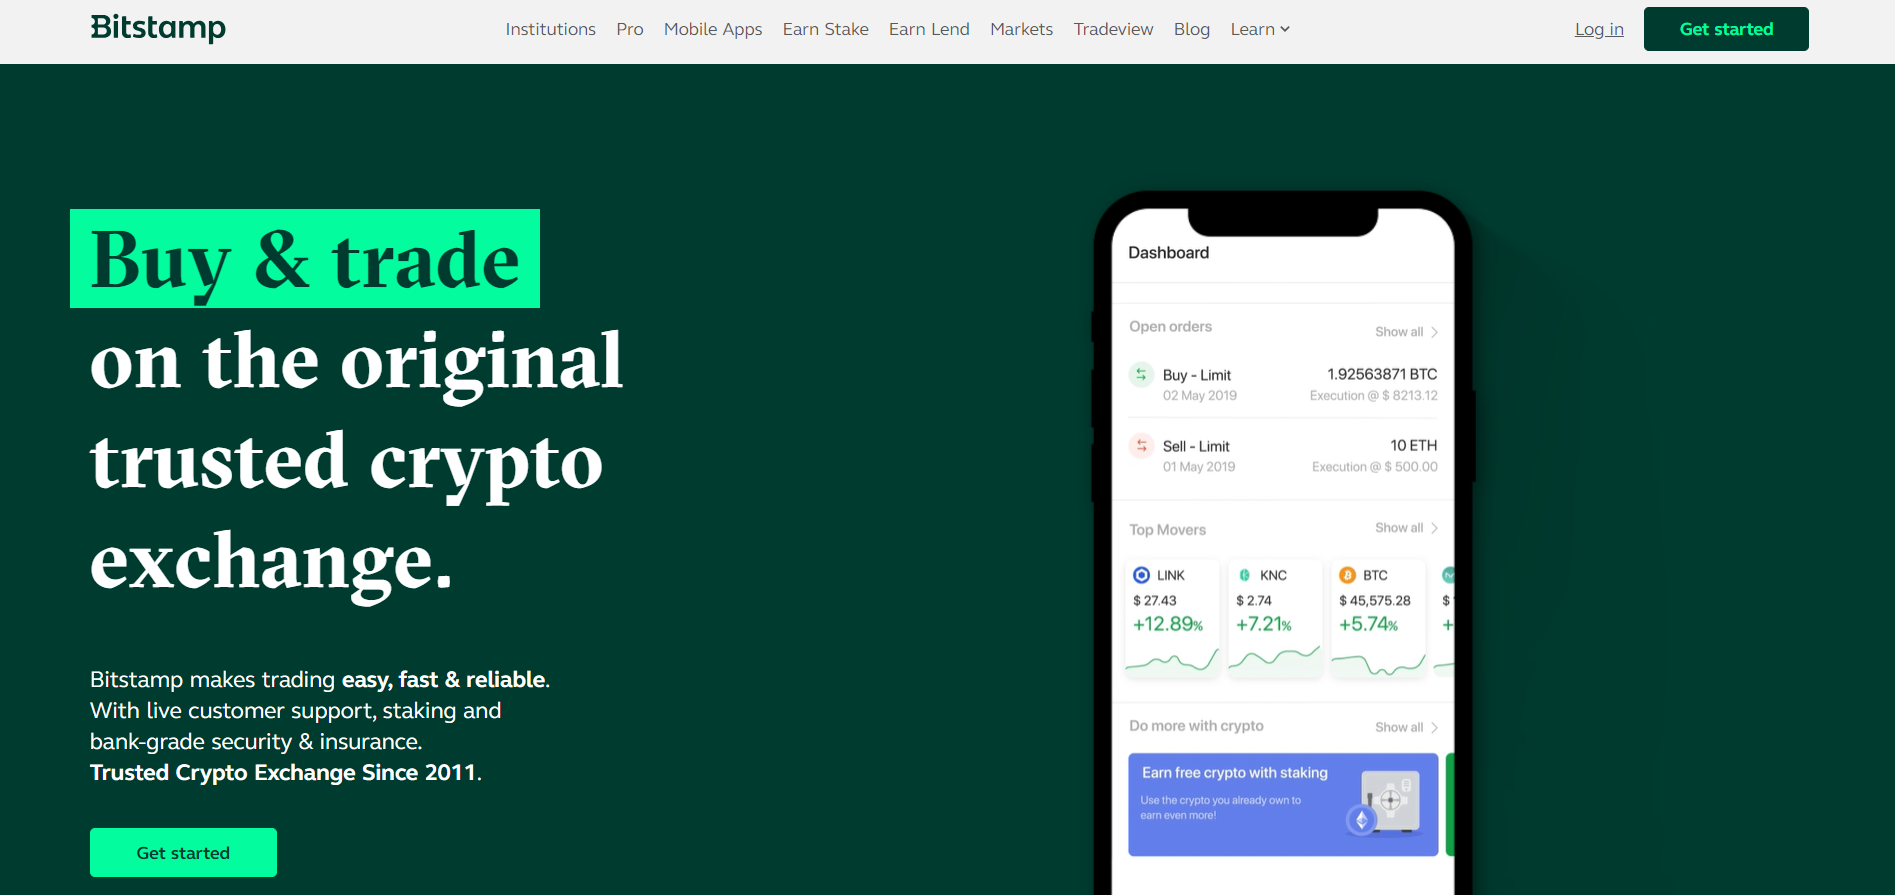 Bitstamp
Institutions Pro Mobile Apps Earn Stake Earn Lend Markets Tradeview Blog Learn
Log in
Get started
Buy & trade
on the original
trusted crypto
exchange.
Bitstamp makes trading easy, fast & reliable.
With live customer support, staking and
bank-grade security & insurance.
Trusted Crypto Exchange Since 2011.
Get started
Dashboard
Open orders Show all
Buy - Limit 1.92563871 BTC
02 May 2019 Execution @ $ 8213.12
Sell - Limit 10 ETH
01 May 2019 Execution @ $ 500.00
Top Movers Show all
LINK KNC BTC
$ 27.43 $ 2.74 $ 45,575.28 $
+12.89% +7.21% +5.74% +
Do more with crypto Show all
Earn free crypto with staking
Use the crypto you already own to
earn even more!